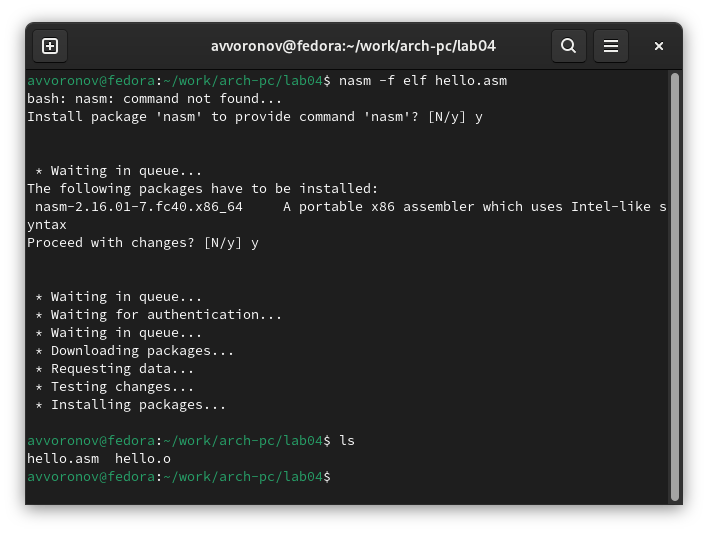 avvoronov@fedora:~/work/arch-pc/lab04
avvoronov@fedora:~/work/arch-pc/lab04$ nasm -f elf hello.asm
bash: nasm: command not found...
Install package 'nasm' to provide command 'nasm'? [N/y] y
 * Waiting in queue...
The following packages have to be installed:
 nasm-2.16.01-7.fc40.x86_64     A portable x86 assembler which uses Intel-like s
yntax
Proceed with changes? [N/y] y
 * Waiting in queue...
 * Waiting for authentication...
 * Waiting in queue...
 * Downloading packages...
 * Requesting data...
 * Testing changes...
 * Installing packages...
avvoronov@fedora:~/work/arch-pc/lab04$ ls
hello.asm  hello.o
avvoronov@fedora:~/work/arch-pc/lab04$